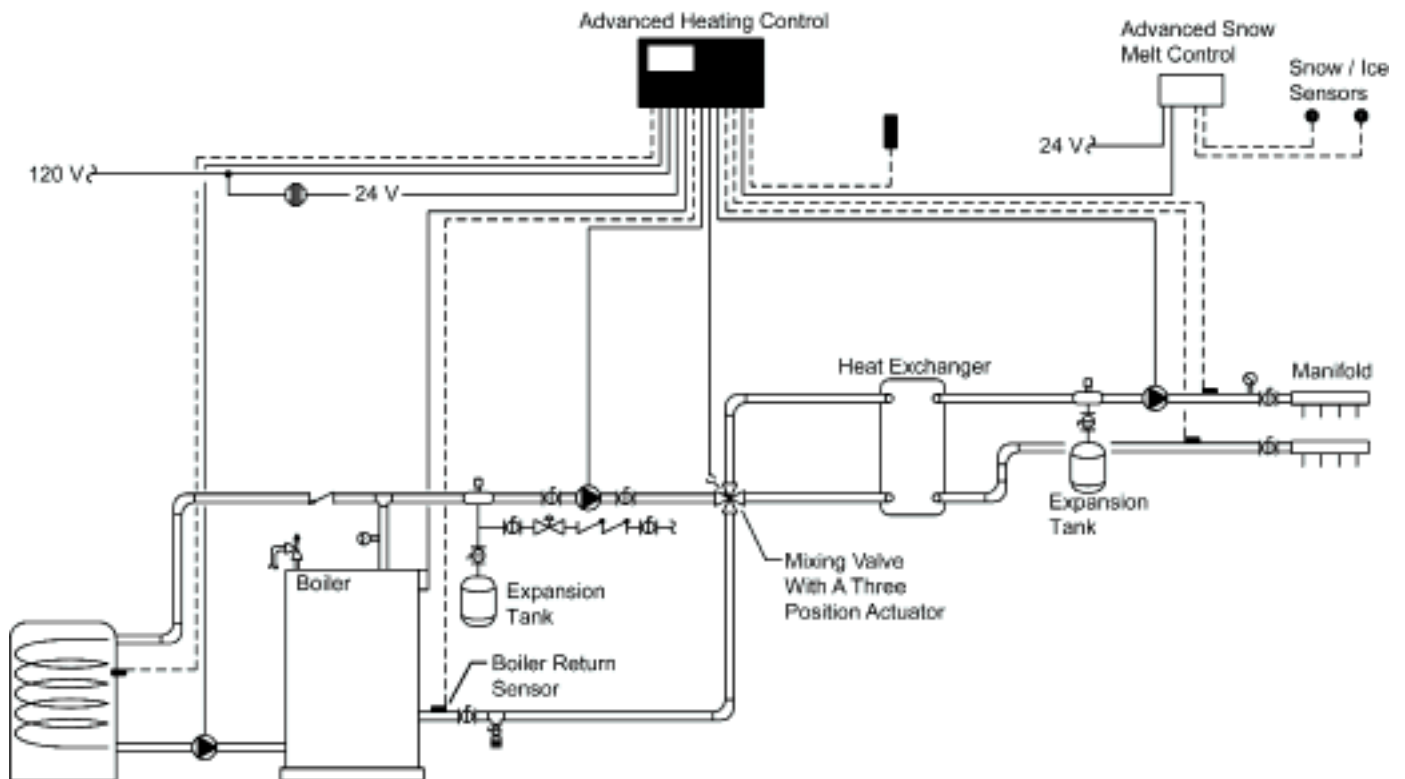 Advanced Heating Control
Advanced Snow
Melt Control
Snow / Ice
Sensors
24 V
120 V
24 V
Heat Exchanger
Manifold
Expansion
Tank
Mixing Valve
With A Three
Position Actuator
Boiler
Expansion
Tank
Boiler Return
Sensor